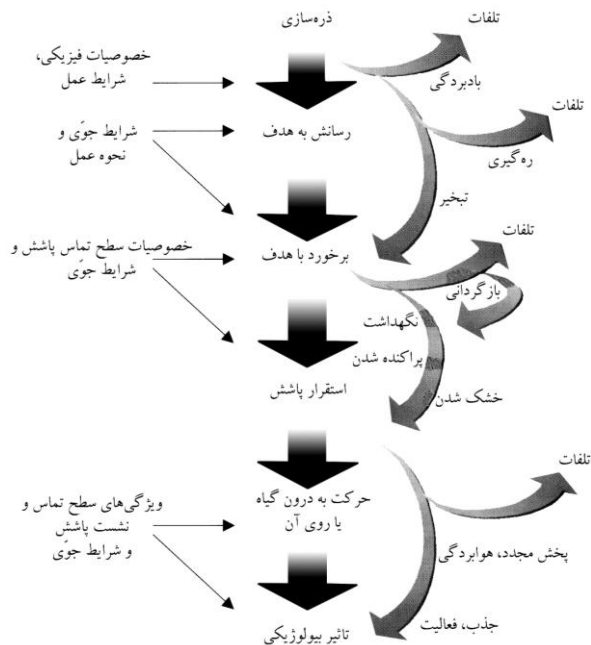 ذره‌سازی
تلفات
خصوصیات فیزیکی،
شرایط عمل
بادبردگی
تلفات
شرایط جوّی و
نحوه عمل
رسانش به هدف
ره‌گیری
تبخیر
تلفات
خصوصیات سطح تماس پاشش و
شرایط جوّی
برخورد با هدف
بازگردانی
نگهداشت
پراکنده شدن
استقرار پاشش
خشک شدن
تلفات
ویژگی‌های سطح تماس و
نشست پاشش
و شرایط جوّی
حرکت به درون گیاه
یا روی آن
پخش مجدد، هوابردگی
تاثیر بیولوژیکی
جذب، فعالیت